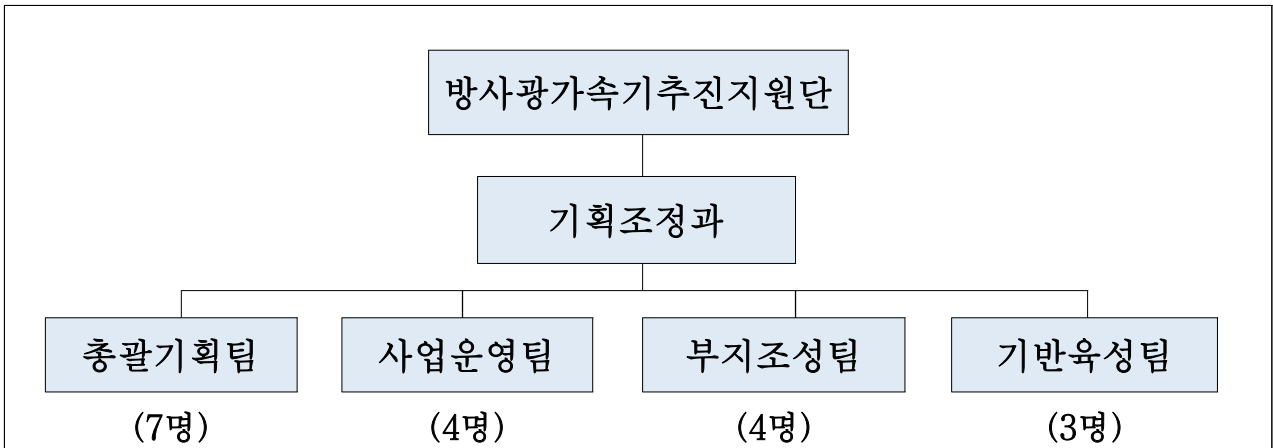 방사광가속기추진지원단
기획조정과
총괄기획팀 사업운영팀 부지조성팀 기반육성팀
(7명) (4명) (4명) (3명)